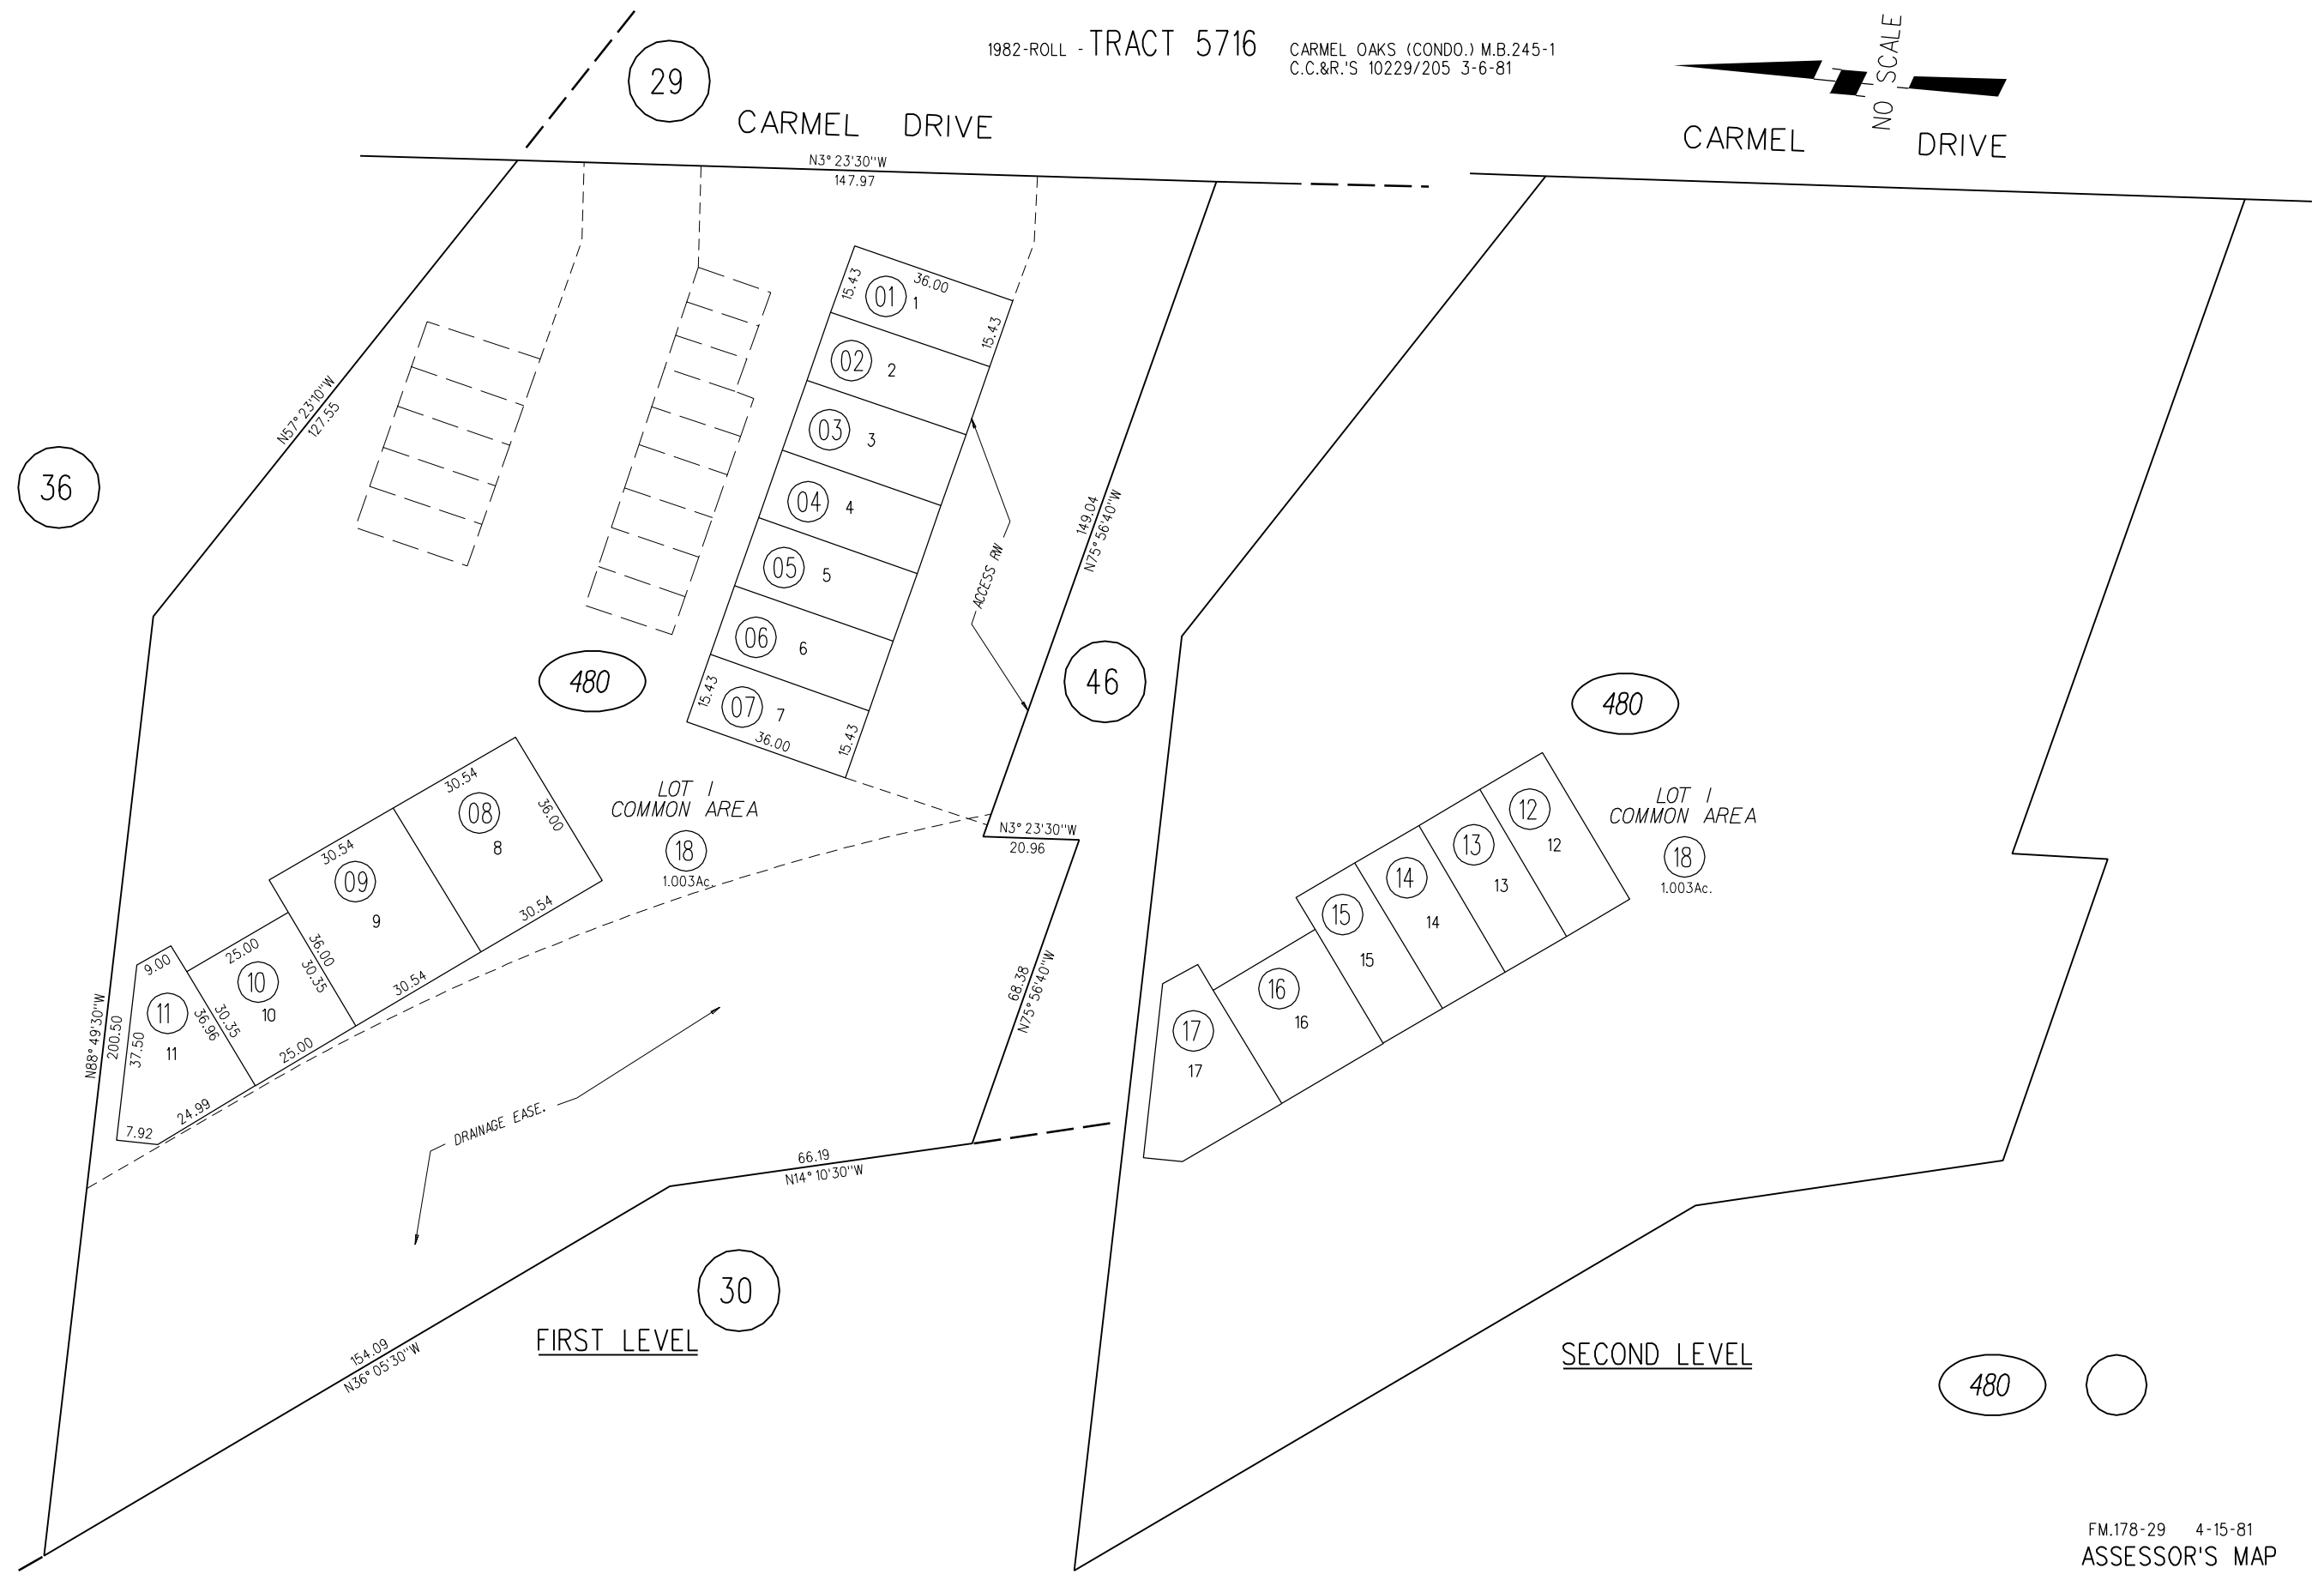 1982-ROLL - TRACT 5716 CARMEL OAKS (CONDO.) M.B.245-1
C.C.&R.'S 10229/205 3-6-81
NO SCALE
29
CARMEL DRIVE
CARMEL DRIVE
N3° 23'30"W
147.97
36
N57° 23'10"W
127.55
15.43
36.00
01 1
15.43
02 2
03 3
04 4
05 5
06 6
15.43
07 7
36.00
15.43
ACCESS RW
149.04
N75° 56'40"W
46
480
LOT 1
COMMON AREA
18
1.003Ac.
N3° 23'30"W
20.96
30.54
08
8
36.00
30.54
30.54
09
9
36.00
30.54
25.00
10
10
30.35
30.35
25.00
9.00
11
11
36.96
37.50
24.99
7.92
N88° 49'30"W
200.50
68.38
N75° 56'40"W
DRAINAGE EASE.
66.19
N14° 10'30"W
154.09
N36° 05'30"W
30
FIRST LEVEL
480
LOT 1
COMMON AREA
18
1.003Ac.
12
12
13
13
14
14
15
15
16
16
17
17
SECOND LEVEL
480
FM.178-29 4-15-81
ASSESSOR'S MAP